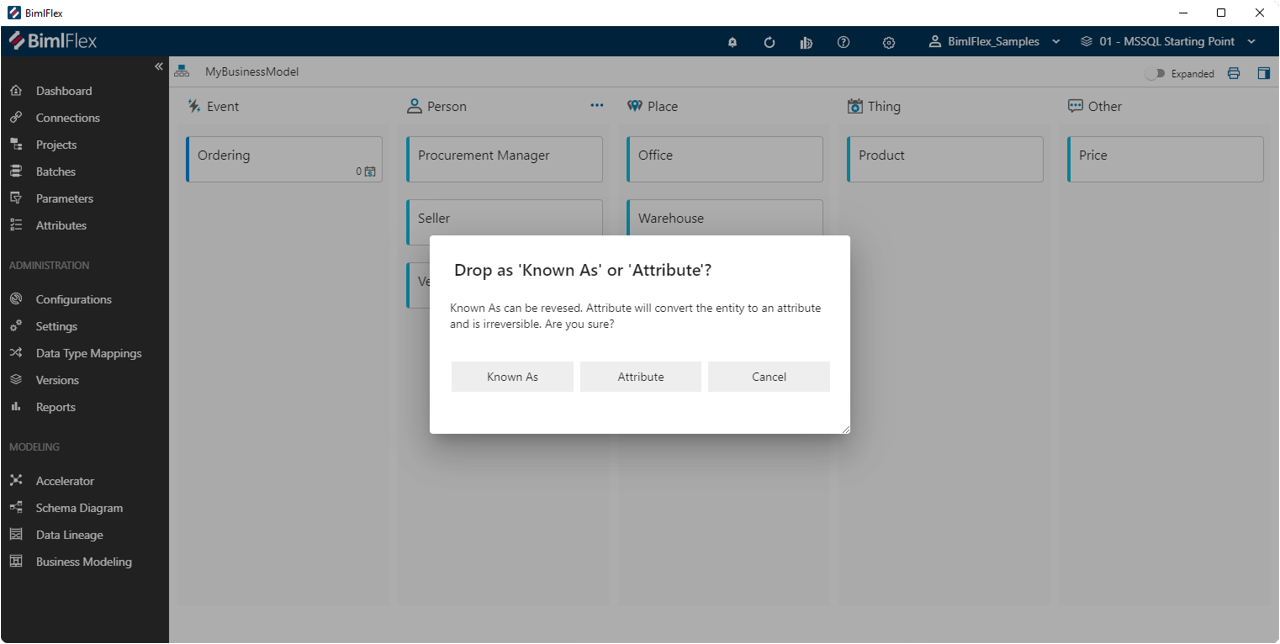 BimlFlex
BimlFlex
BimlFlex_Samples
01 - MSSQL Starting Point
MyBusinessModel
Expanded
Dashboard
Connections
Projects
Batches
Parameters
Attributes
ADMINISTRATION
Configurations
Settings
Data Type Mappings
Versions
Reports
MODELING
Accelerator
Schema Diagram
Data Lineage
Business Modeling
Event
Person
Place
Thing
Other
Ordering
0
Procurement Manager
Office
Product
Price
Seller
Warehouse
Ve
Drop as 'Known As' or 'Attribute'?
Known As can be revesed. Attribute will convert the entity to an attribute
and is irreversible. Are you sure?
Known As
Attribute
Cancel